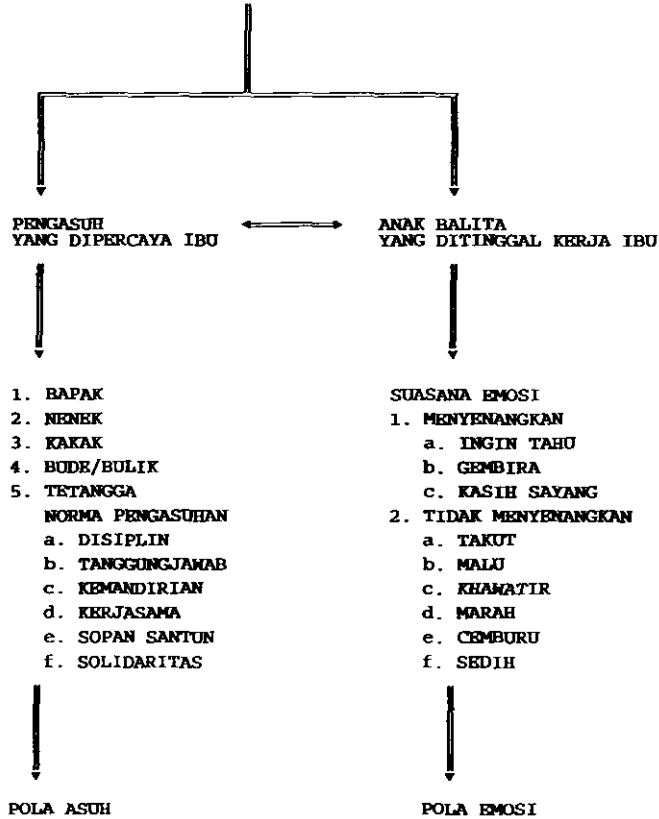 PENGASUH
YANG DIPERCAYA IBU
ANAK BALITA
YANG DITINGGAL KERJA IBU
1. BAPAK
2. NENEK
3. KAKAK
4. BUDE/BULIK
5. TETANGGA
NORMA PENGASUHAN
a. DISIPLIN
b. TANGGUNGJAWAB
c. KEMANDIRIAN
d. KERJASAMA
e. SOPAN SANTUN
f. SOLIDARITAS
SUASANA EMOSI
1. MENYENANGKAN
a. INGIN TAHU
b. GEMBIRA
c. KASIH SAYANG
2. TIDAK MENYENANGKAN
a. TAKUT
b. MALU
c. KHAWATIR
d. MARAH
e. CEMBURU
f. SEDIH
POLA ASUH
POLA EMOSI